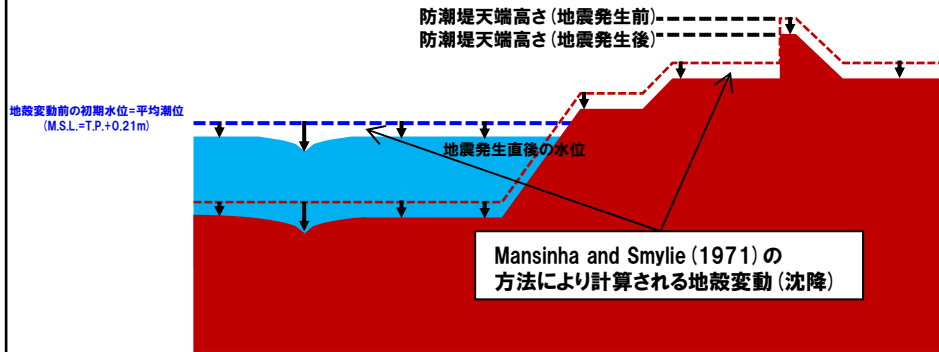 防潮堤天端高さ(地震発生前)
防潮堤天端高さ(地震発生後)
地殻変動前の初期水位=平均潮位
(M.S.L.=T.P.+0.21m)
地震発生直後の水位
Mansinha and Smylie(1971)の
方法により計算される地殻変動(沈降)